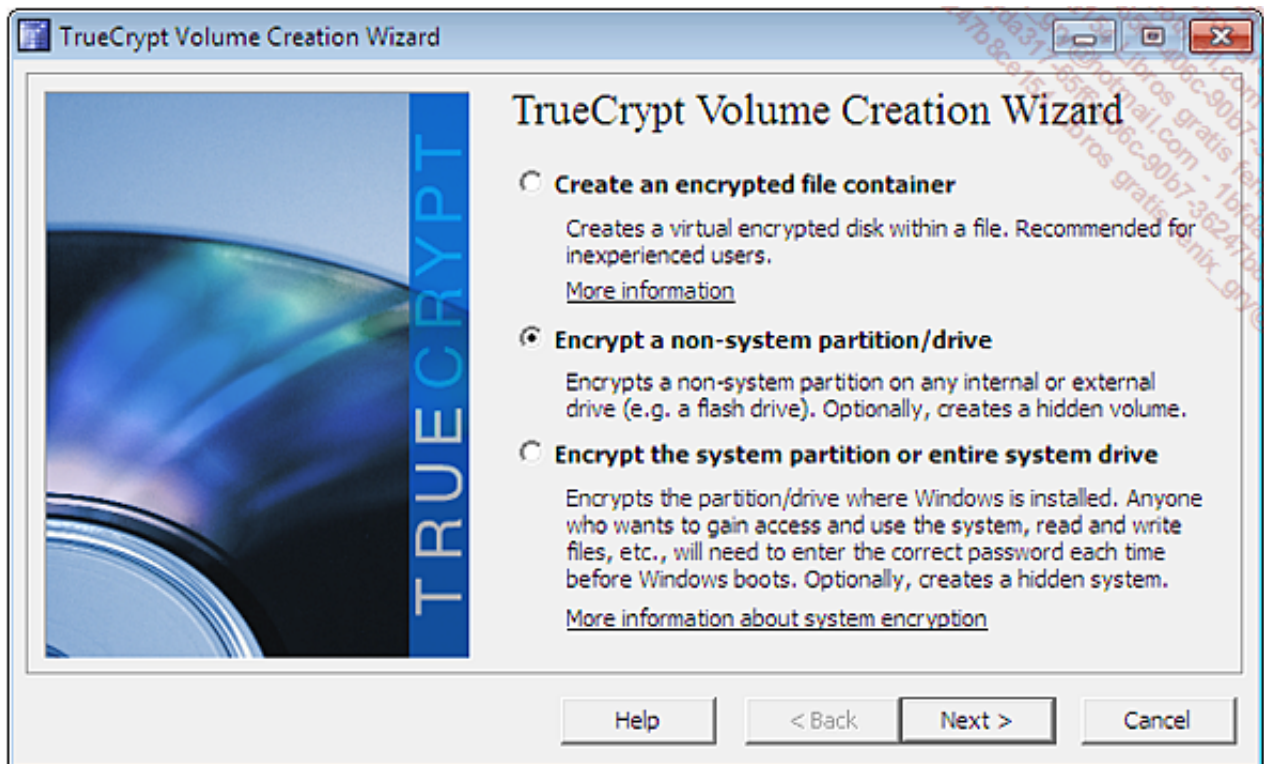 TrueCrypt Volume Creation Wizard
TrueCrypt Volume Creation Wizard
TRUECRYPT
Create an encrypted file container
Creates a virtual encrypted disk within a file. Recommended for
inexperienced users.
More information
Encrypt a non-system partition/drive
Encrypts a non-system partition on any internal or external
drive (e.g. a flash drive). Optionally, creates a hidden volume.
Encrypt the system partition or entire system drive
Encrypts the partition/drive where Windows is installed. Anyone
who wants to gain access and use the system, read and write
files, etc., will need to enter the correct password each time
before Windows boots. Optionally, creates a hidden system.
More information about system encryption
Help
< Back
Next >
Cancel